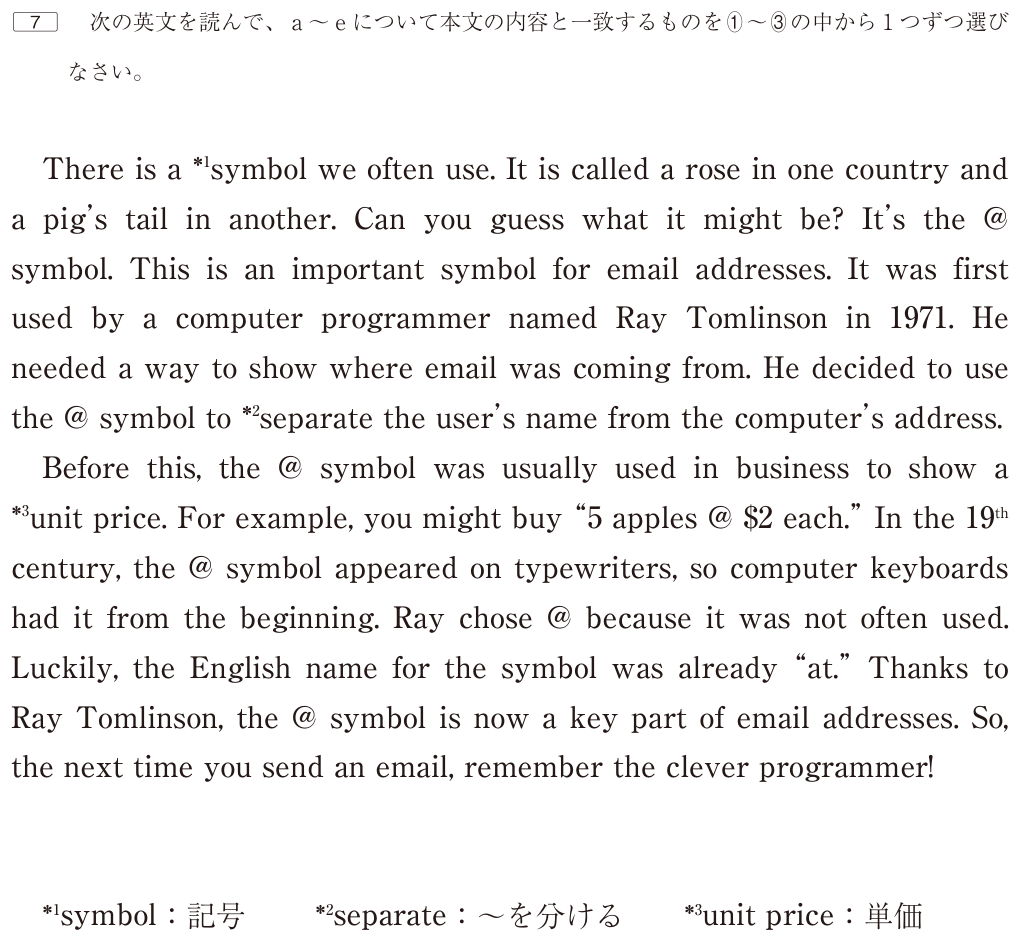 7 次の英文を読んで、a～eについて本文の内容と一致するものを①～③の中から1つずつ選び
なさい。
There is a *1symbol we often use. It is called a rose in one country and
a pig’s tail in another. Can you guess what it might be? It’s the @
symbol. This is an important symbol for email addresses. It was first
used by a computer programmer named Ray Tomlinson in 1971. He
needed a way to show where email was coming from. He decided to use
the @ symbol to *2separate the user’s name from the computer’s address.
Before this, the @ symbol was usually used in business to show a
*3unit price. For example, you might buy “5 apples @ $2 each.” In the 19th
century, the @ symbol appeared on typewriters, so computer keyboards
had it from the beginning. Ray chose @ because it was not often used.
Luckily, the English name for the symbol was already “at.” Thanks to
Ray Tomlinson, the @ symbol is now a key part of email addresses. So,
the next time you send an email, remember the clever programmer!
*1symbol：記号 *2separate：～を分ける *3unit price：単価